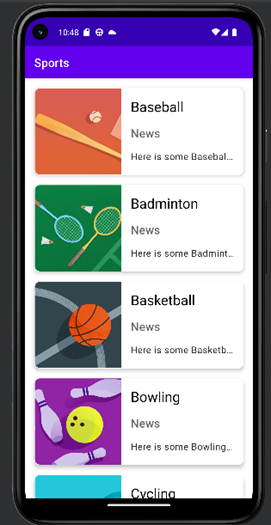 10:48
Sports
Baseball
News
Here is some Basebal...
Badminton
News
Here is some Badmint...
Basketball
News
Here is some Basketb...
Bowling
News
Here is some Bowling...
Cycling